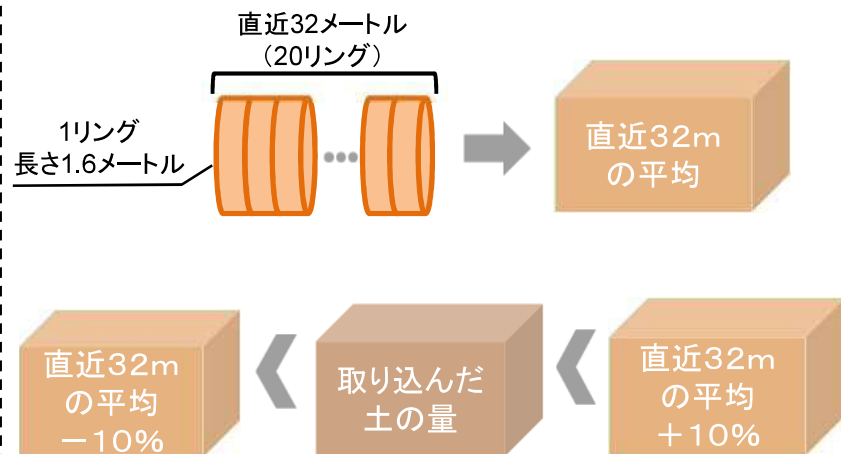 直近32メートル
（20リング）
1リング
長さ1.6メートル
直近32m
の平均
直近32m
の平均
－10%
取り込んだ
土の量
直近32m
の平均
＋10%